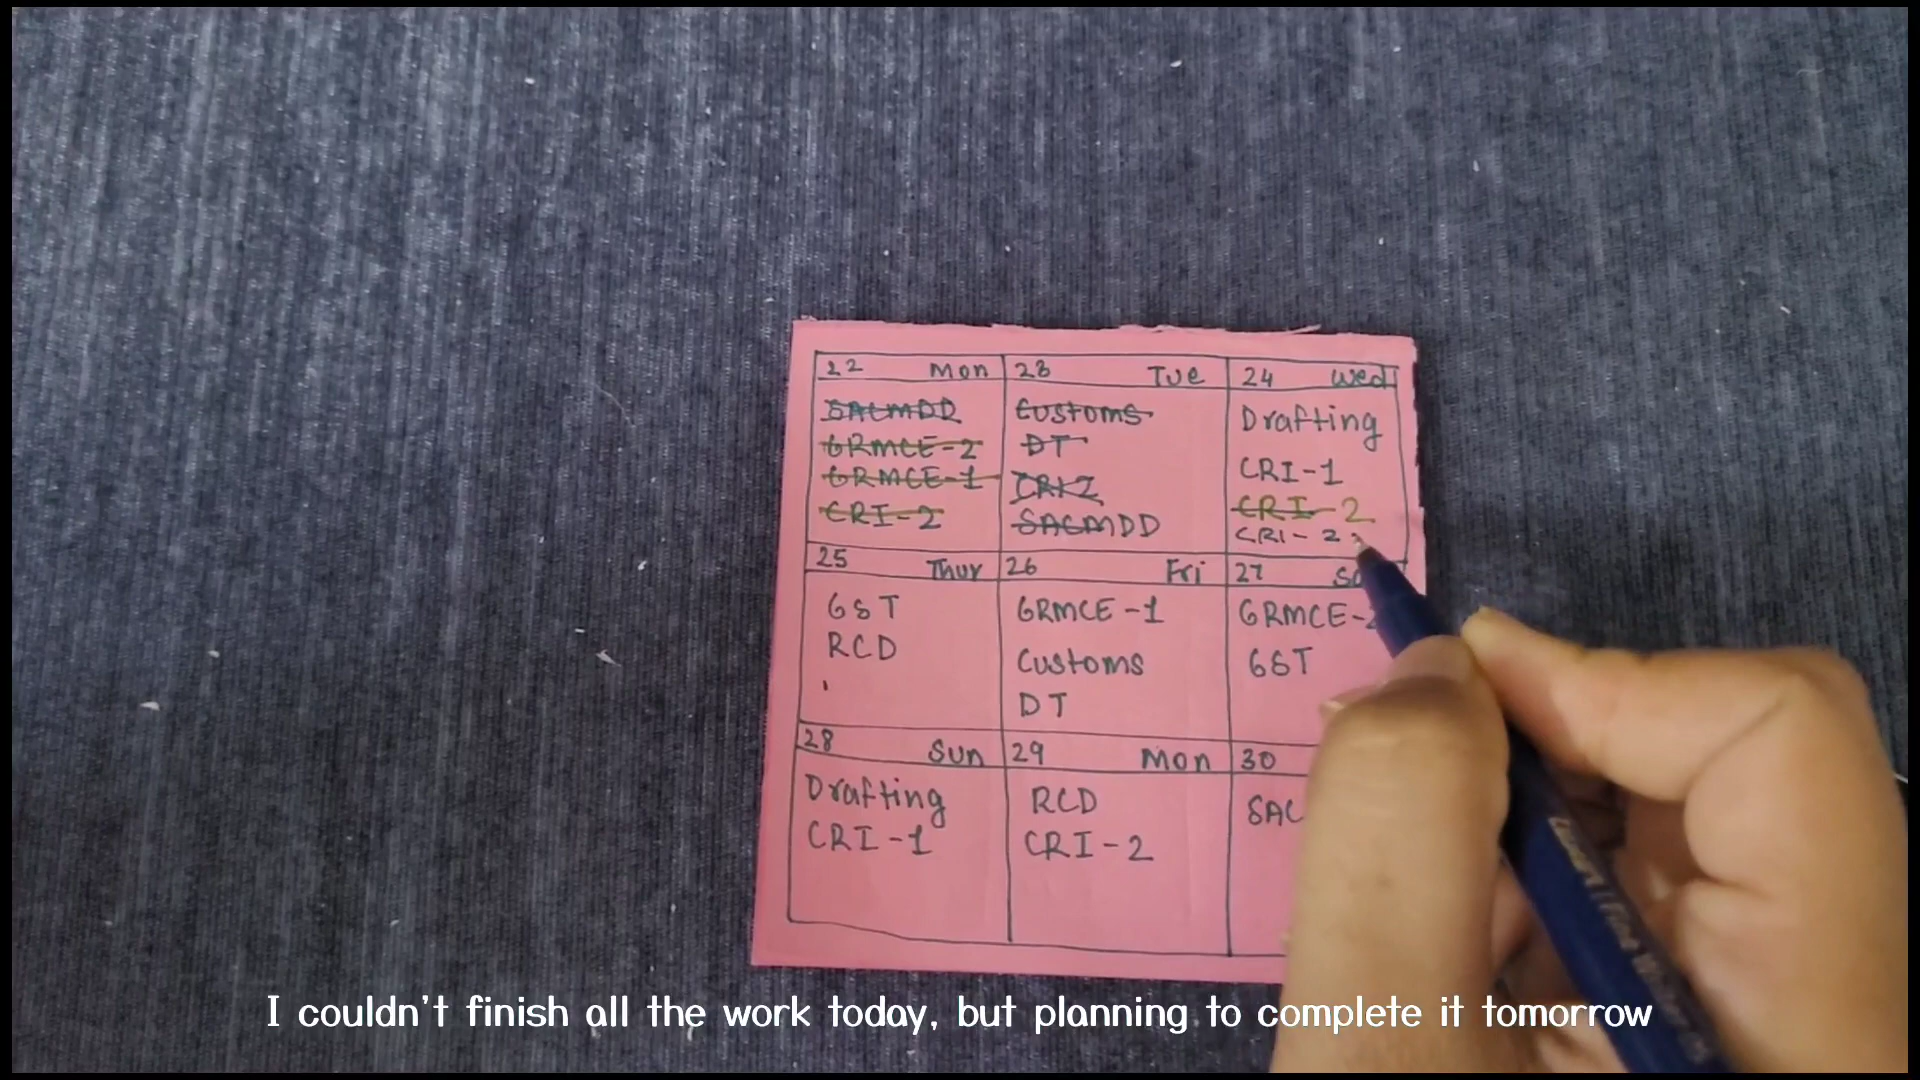 22 Mon
SACMDD
GRMCE-2
GRMCE-1
CRI-2
23 Tue
Customs
DT
CRI2
SACMDD
24 Wed
Drafting
CRI-1
CRI-2
CRI-2
25 Thur
GST
RCD
26 Fri
GRMCE-1
Customs
DT
27
GRMCE-2
GST
28 Sun
Drafting
CRI-1
29 Mon
RCD
CRI-2
30
SAC
I couldn't finish all the work today, but planning to complete it tomorrow